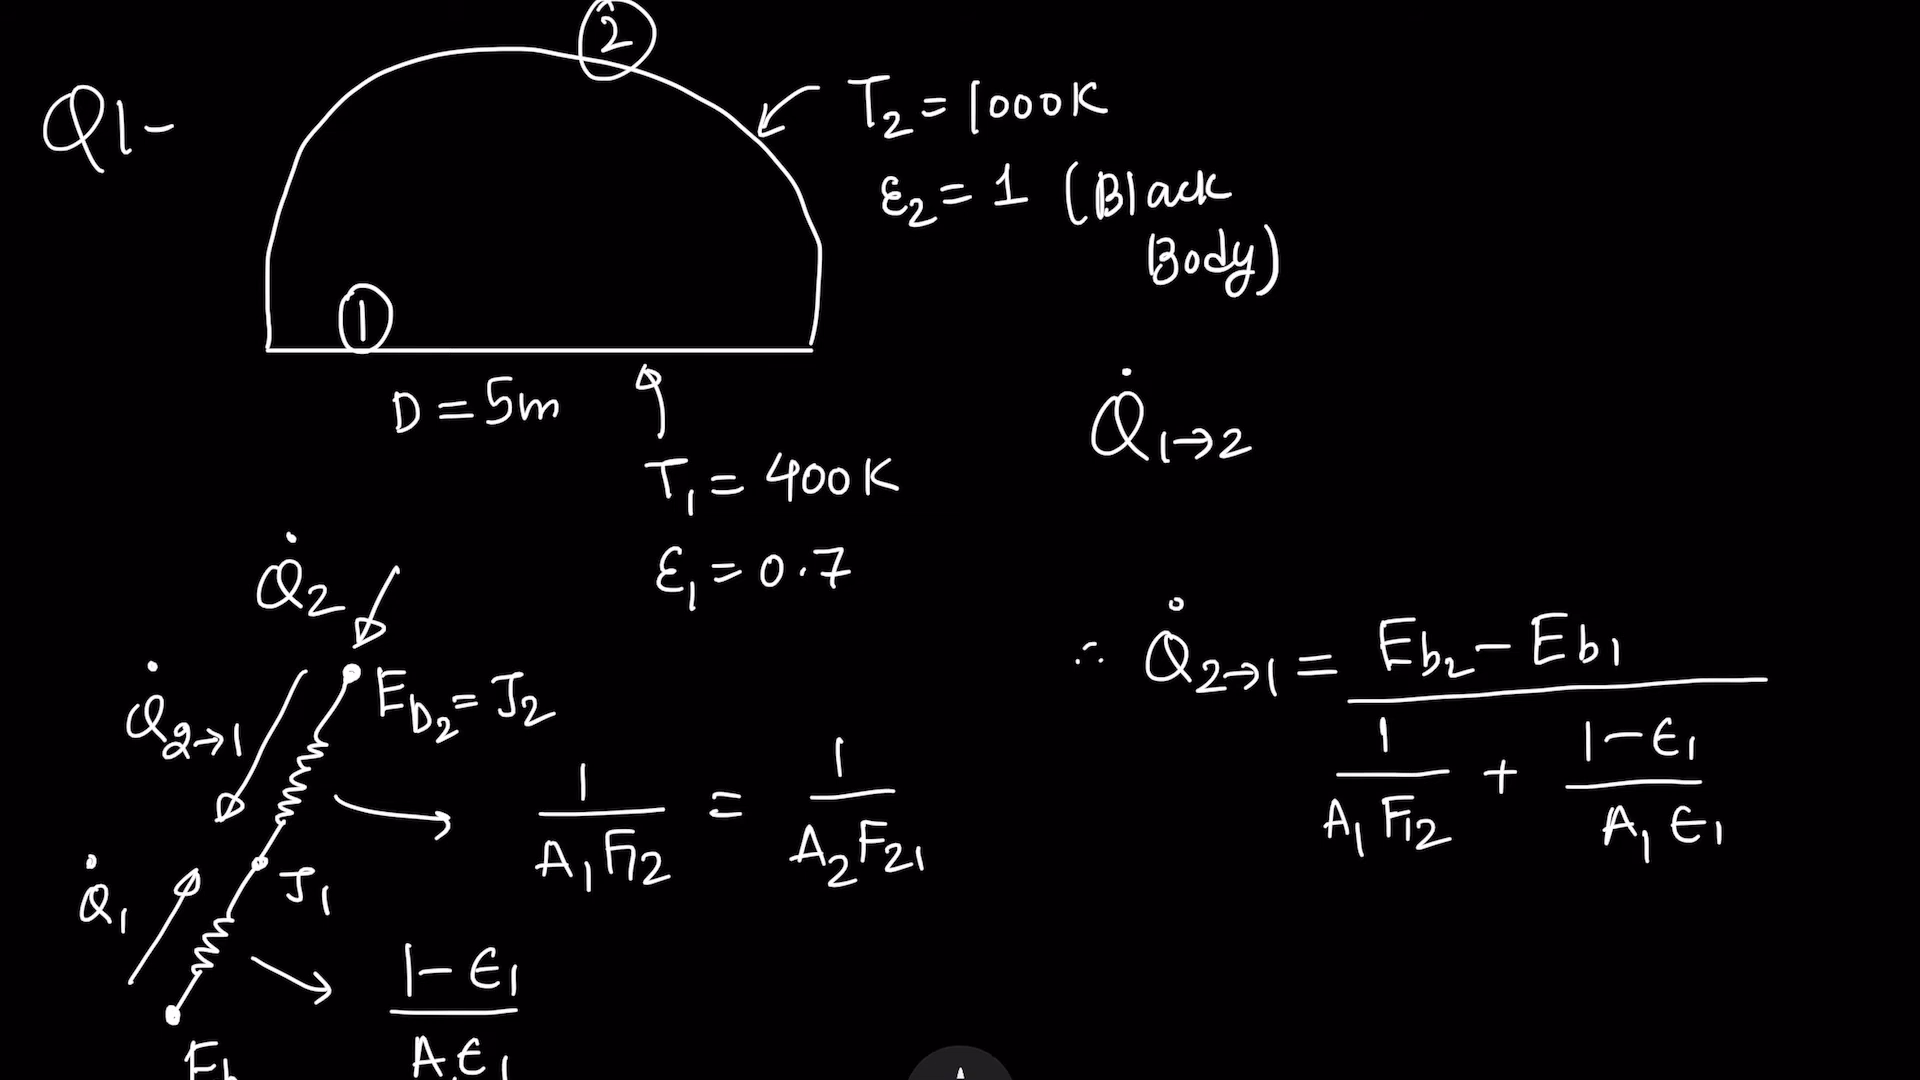 Q1-
2
T₂ = 1000K
ε₂ = 1 (Black
Body)
1
D = 5m
T₁ = 400K
ε₁ = 0.7
Q̇₁→₂
Q̇₂
Q̇₂→₁
E_b₂ = J₂
1/(A₁F₁₂) = 1/(A₂F₂₁)
Q̇₁
J₁
(1-ϵ₁)/(A₁ϵ₁)
∴ Q̇₂→₁ = (Eb₂ - Eb₁)/(1/(A₁F₁₂) + (1-ϵ₁)/(A₁ϵ₁))